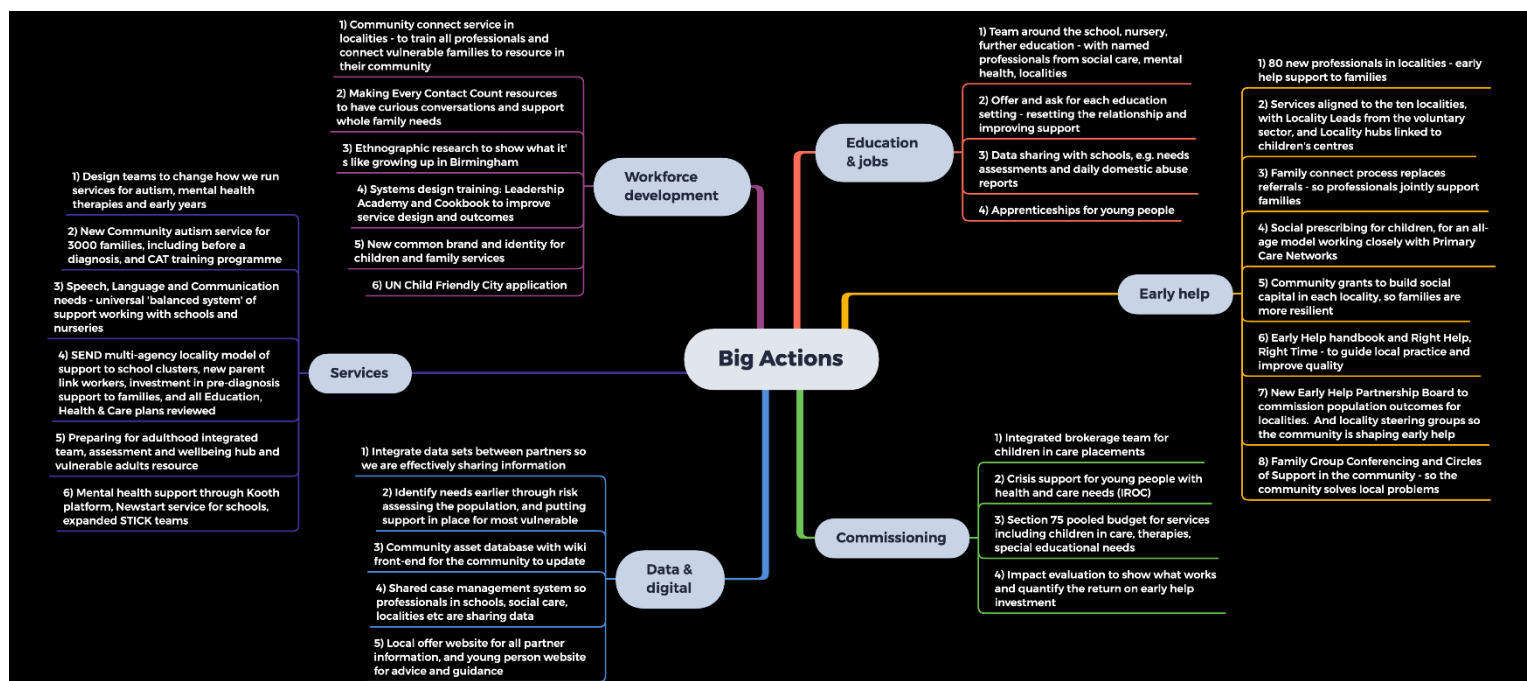 Big Actions
Workforce
development
1) Community connect service in
localities - to train all professionals and
connect vulnerable families to resource in
their community
2) Making Every Contact Count resources
to have curious conversations and support
whole family needs
3) Ethnographic research to show what it'
s like growing up in Birmingham
4) Systems design training: Leadership
Academy and Cookbook to improve
service design and outcomes
5) New common brand and identity for
children and family services
6) UN Child Friendly City application
Education
& jobs
1) Team around the school, nursery,
further education - with named
professionals from social care, mental
health, localities
2) Offer and ask for each education
setting - resetting the relationship and
improving support
3) Data sharing with schools, e.g. needs
assessments and daily domestic abuse
reports
4) Apprenticeships for young people
Early help
1) 80 new professionals in localities - early
help support to families
2) Services aligned to the ten localities,
with Locality Leads from the voluntary
sector, and Locality hubs linked to
children's centres
3) Family connect process replaces
referrals - so professionals jointly support
families
4) Social prescribing for children, for an all-
age model working closely with Primary
Care Networks
5) Community grants to build social
capital in each locality, so families are
more resilient
6) Early Help handbook and Right Help,
Right Time - to guide local practice and
improve quality
7) New Early Help Partnership Board to
commission population outcomes for
localities. And locality steering groups so
the community is shaping early help
8) Family Group Conferencing and Circles
of Support in the community - so the
community solves local problems
Services
1) Design teams to change how we run
services for autism, mental health
therapies and early years
2) New Community autism service for
3000 families, including before a
diagnosis, and CAT training programme
3) Speech, Language and Communication
needs - universal 'balanced system' of
support working with schools and
nurseries
4) SEND multi-agency locality model of
support to school clusters, new parent
link workers, investment in pre-diagnosis
support to families, and all Education,
Health & Care plans reviewed
5) Preparing for adulthood integrated
team, assessment and wellbeing hub and
vulnerable adults resource
6) Mental health support through Kooth
platform, Newstart service for schools,
expanded STICK teams
Data &
digital
1) Integrate data sets between partners so
we are effectively sharing information
2) Identify needs earlier through risk
assessing the population, and putting
support in place for most vulnerable
3) Community asset database with wiki
front-end for the community to update
4) Shared case management system so
professionals in schools, social care,
localities etc are sharing data
5) Local offer website for all partner
information, and young person website
for advice and guidance
Commissioning
1) Integrated brokerage team for
children in care placements
2) Crisis support for young people with
health and care needs (IROC)
3) Section 75 pooled budget for services
including children in care, therapies,
special educational needs
4) Impact evaluation to show what works
and quantify the return on early help
investment